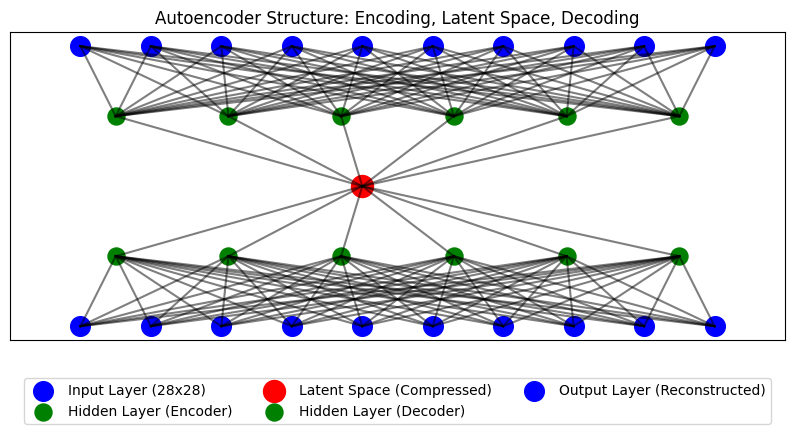 Autoencoder Structure: Encoding, Latent Space, Decoding
Input Layer (28x28)
Hidden Layer (Encoder)
Latent Space (Compressed)
Hidden Layer (Decoder)
Output Layer (Reconstructed)